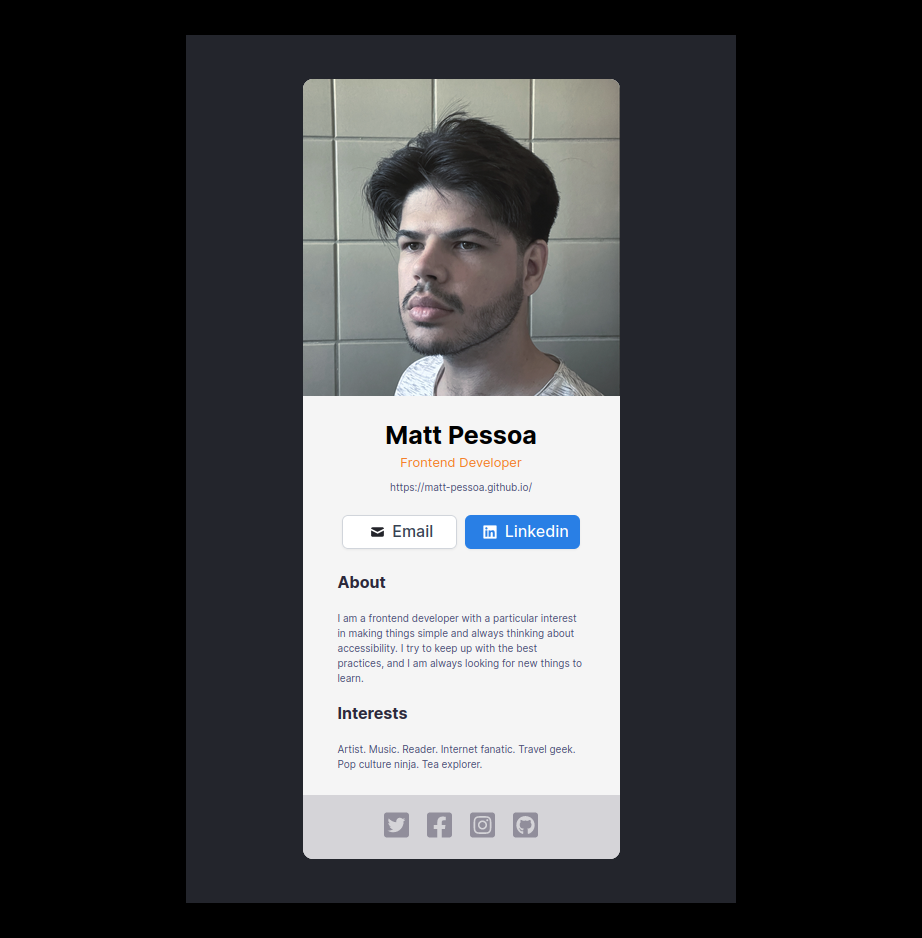 Matt Pessoa
Frontend Developer
https://matt-pessoa.github.io/
Email
Linkedin
About
I am a frontend developer with a particular interest
in making things simple and always thinking about
accessibility. I try to keep up with the best
practices, and I am always looking for new things to
learn.
Interests
Artist. Music. Reader. Internet fanatic. Travel geek.
Pop culture ninja. Tea explorer.